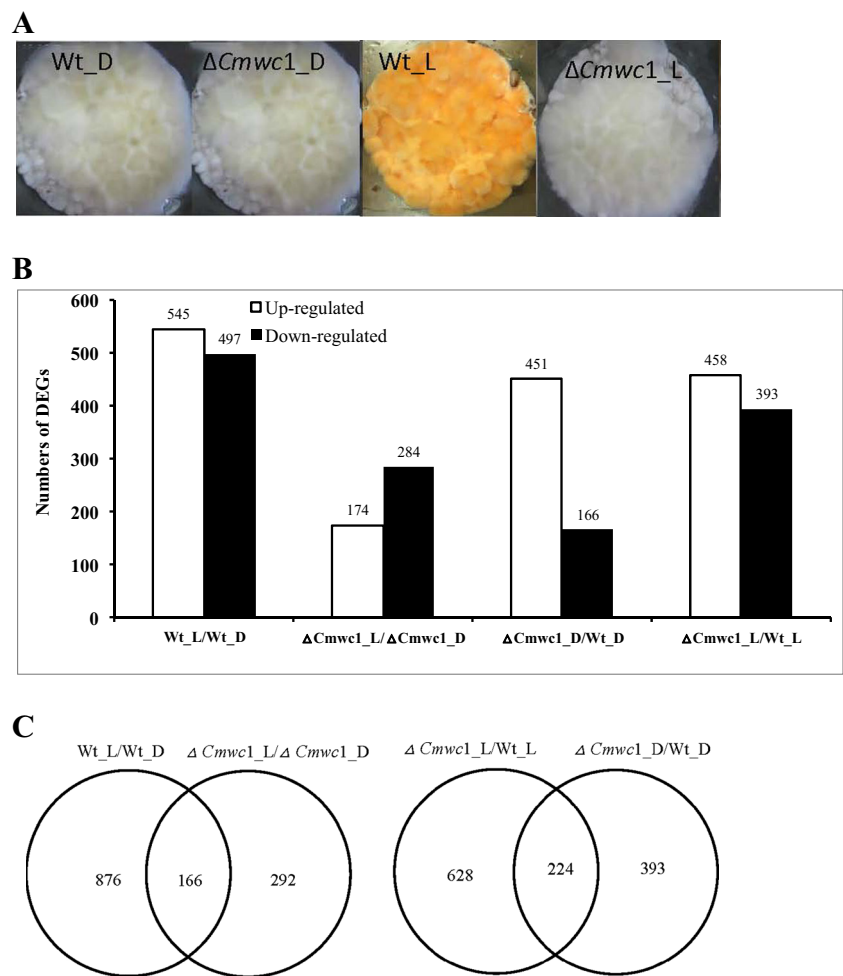 A
Wt_D ΔCmwc1_D Wt_L ΔCmwc1_L
B
Up-regulated
Down-regulated
Numbers of DEGs
600
500
400
300
200
100
0
545
497
174
284
451
166
458
393
Wt_L/Wt_D ΔCmwc1_L/ΔCmwc1_D ΔCmwc1_D/Wt_D ΔCmwc1_L/Wt_L
C
Wt_L/Wt_D Δ Cmwc1_L/Δ Cmwc1_D Δ Cmwc1_L/Wt_L Δ Cmwc1_D/Wt_D
876 166 292 628 224 393